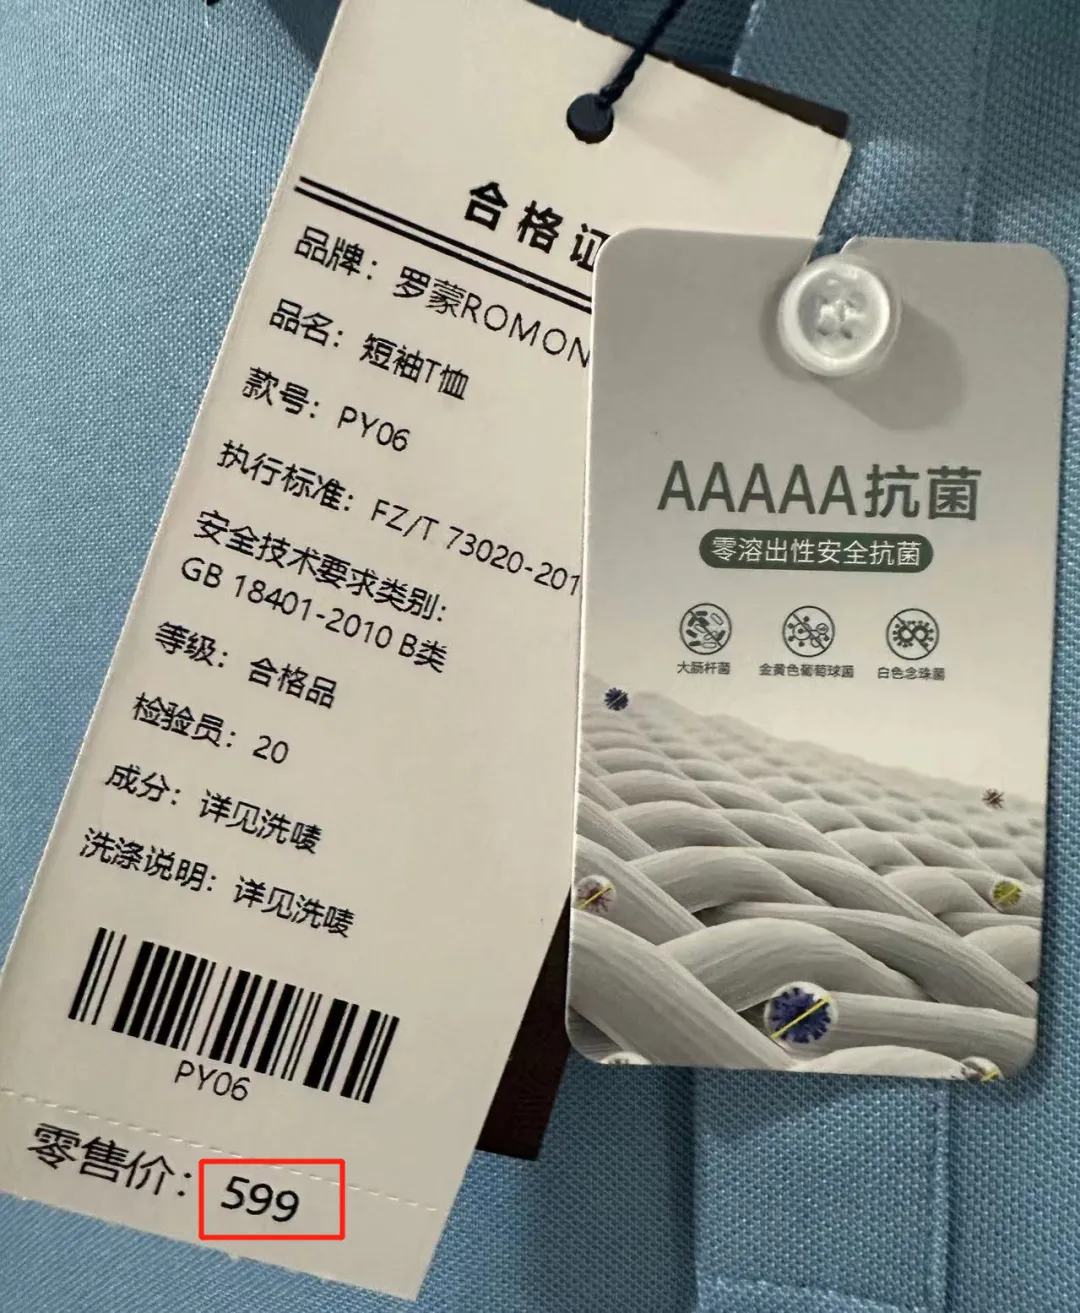 合格证
品牌：罗蒙ROMON
品名：短袖T恤
款号：PY06
执行标准：FZ/T 73020-201
安全技术要求类别：
GB 18401-2010 B类
等级：合格品
检验员：20
成分：详见洗唛
洗涤说明：详见洗唛
PY06
零售价：599
AAAAA抗菌
零溶出性安全抗菌
大肠杆菌
金黄色葡萄球菌
白色念珠菌